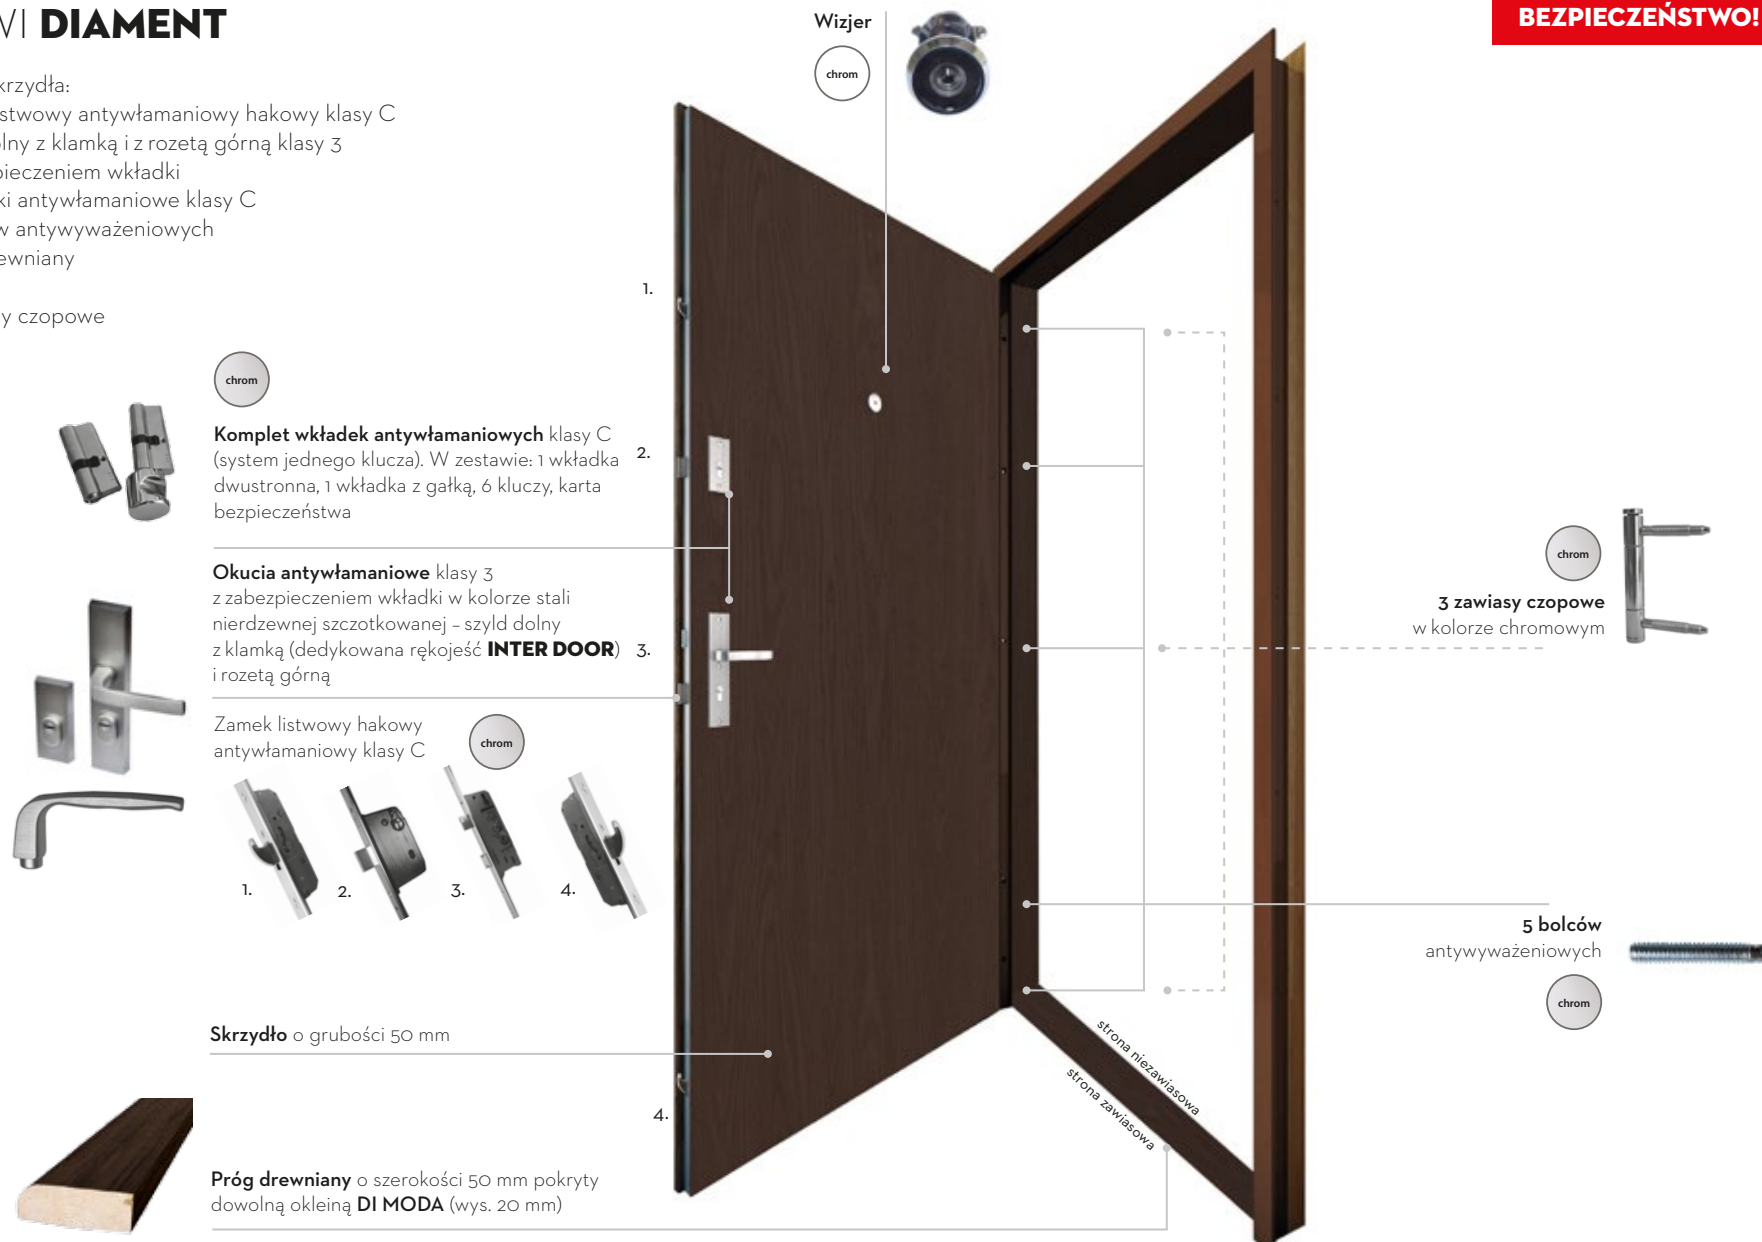 WI DIAMENT
krzydła:
stwowy antywłamaniowy hakowy klasy C
olny z klamką i z rozetą górną klasy 3
pieczeniem wkładki
ki antywłamaniowe klasy C
w antywyważeniowych
ewniany
y czopowe
Wizjer
chrom
BEZPIECZEŃSTWO!
chrom
Komplet wkładek antywłamaniowych klasy C
(system jednego klucza). W zestawie: 1 wkładka
dwustronna, 1 wkładka z gałką, 6 kluczy, karta
bezpieczeństwa
Okucia antywłamaniowe klasy 3
z zabezpieczeniem wkładki w kolorze stali
nierdzewnej szczotkowanej – szyld dolny
z klamką (dedykowana rękojeść INTER DOOR)
i rozetą górną
Zamek listwowy hakowy
antywłamaniowy klasy C
chrom
1.
2.
3.
4.
1.
2.
3.
4.
Skrzydło o grubości 50 mm
Próg drewniany o szerokości 50 mm pokryty
dowolną okleiną DI MODA (wys. 20 mm)
strona niezawiasowa
strona zawiasowa
chrom
3 zawiasy czopowe
w kolorze chromowym
5 bolców
antywyważeniowych
chrom